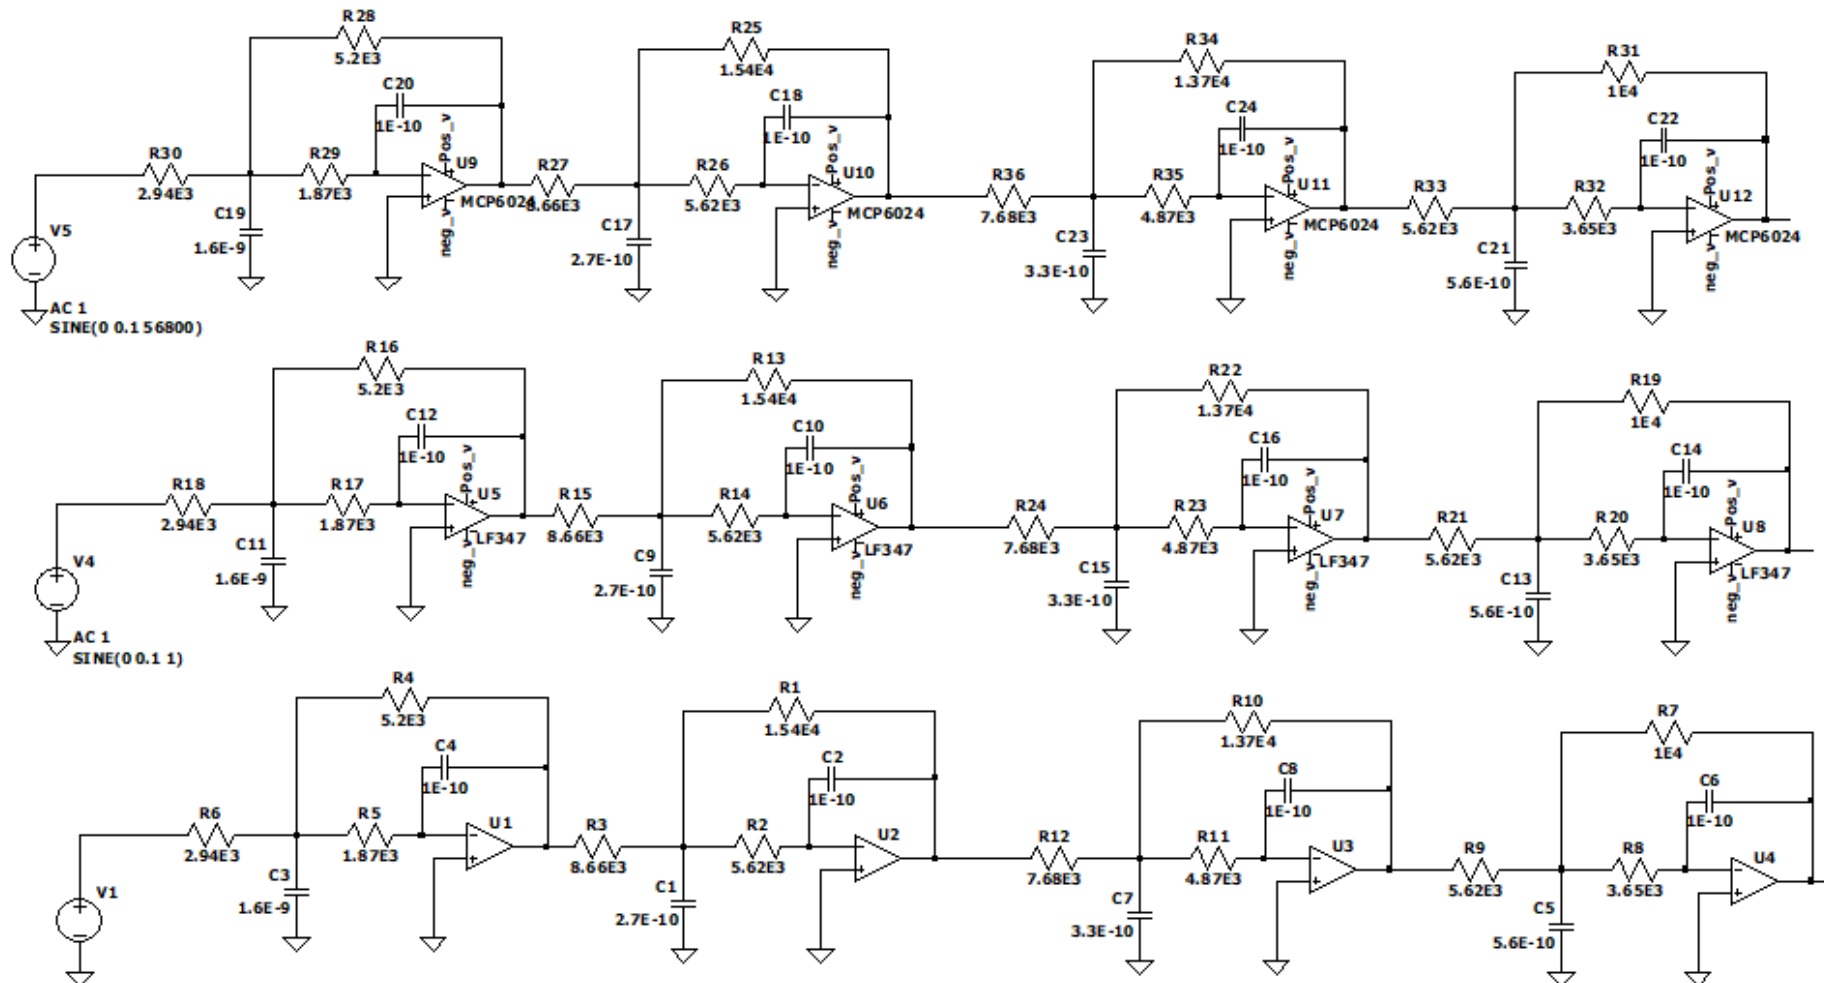 R28
5.2E3
C20
1E-10
Pos_v
R30
2.94E3
R29
1.87E3
U9
MCP6024
neg_v
C19
1.6E-9
V5
AC 1
SINE(0 0.1 56800)
R25
1.54E4
C18
1E-10
Pos_v
R27
8.66E3
R26
5.62E3
U10
MCP6024
neg_v
C17
2.7E-10
R34
1.37E4
C24
1E-10
Pos_v
R36
7.68E3
R35
4.87E3
U11
MCP6024
neg_v
C23
3.3E-10
R31
1E4
C22
1E-10
Pos_v
R33
5.62E3
R32
3.65E3
U12
MCP6024
neg_v
C21
5.6E-10
R16
5.2E3
C12
1E-10
Pos_v
R18
2.94E3
R17
1.87E3
U5
LF347
neg_v
C11
1.6E-9
V4
AC 1
SINE(0 0.1 1)
R13
1.54E4
C10
1E-10
Pos_v
R15
8.66E3
R14
5.62E3
U6
LF347
neg_v
C9
2.7E-10
R22
1.37E4
C16
1E-10
Pos_v
R24
7.68E3
R23
4.87E3
U7
LF347
neg_v
C15
3.3E-10
R19
1E4
C14
1E-10
Pos_v
R21
5.62E3
R20
3.65E3
U8
LF347
neg_v
C13
5.6E-10
R4
5.2E3
C4
1E-10
R6
2.94E3
R5
1.87E3
U1
C3
1.6E-9
V1
R1
1.54E4
C2
1E-10
R3
8.66E3
R2
5.62E3
U2
C1
2.7E-10
R10
1.37E4
C8
1E-10
R12
7.68E3
R11
4.87E3
U3
C7
3.3E-10
R7
1E4
C6
1E-10
R9
5.62E3
R8
3.65E3
U4
C5
5.6E-10